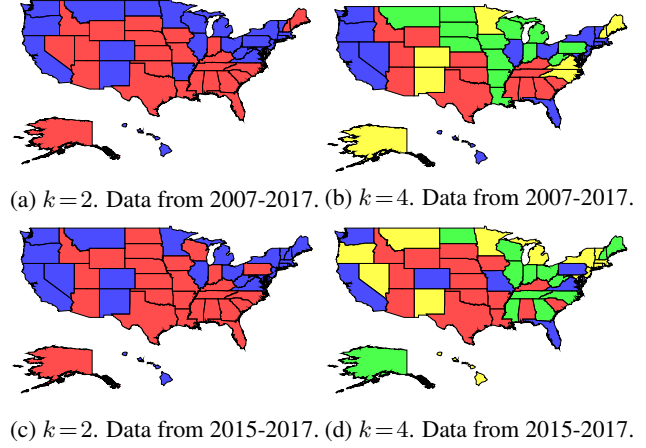 (a) k=2. Data from 2007-2017. (b) k=4. Data from 2007-2017.
(c) k=2. Data from 2015-2017. (d) k=4. Data from 2015-2017.